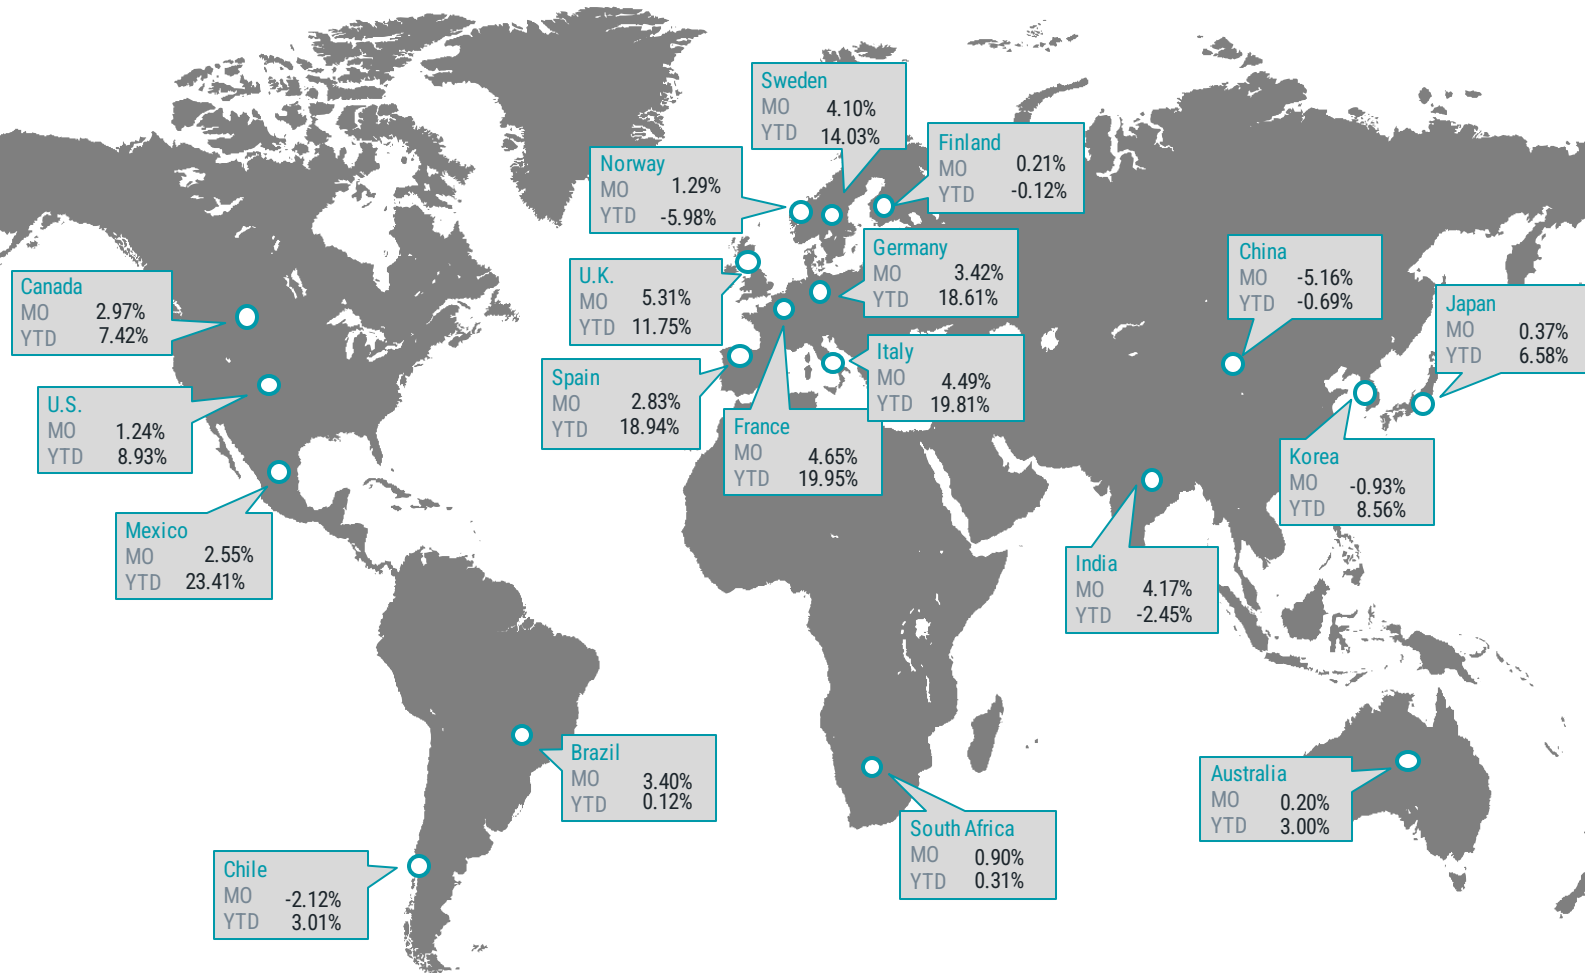 Sweden
MO 4.10%
YTD 14.03%
Finland
MO 0.21%
YTD -0.12%
Norway
MO 1.29%
YTD -5.98%
Germany
MO 3.42%
YTD 18.61%
U.K.
MO 5.31%
YTD 11.75%
China
MO -5.16%
YTD -0.69%
Canada
MO 2.97%
YTD 7.42%
Japan
MO 0.37%
YTD 6.58%
Italy
MO 4.49%
YTD 19.81%
Spain
MO 2.83%
YTD 18.94%
U.S.
MO 1.24%
YTD 8.93%
France
MO 4.65%
YTD 19.95%
Korea
MO -0.93%
YTD 8.56%
Mexico
MO 2.55%
YTD 23.41%
India
MO 4.17%
YTD -2.45%
Brazil
MO 3.40%
YTD 0.12%
Australia
MO 0.20%
YTD 3.00%
South Africa
MO 0.90%
YTD 0.31%
Chile
MO -2.12%
YTD 3.01%